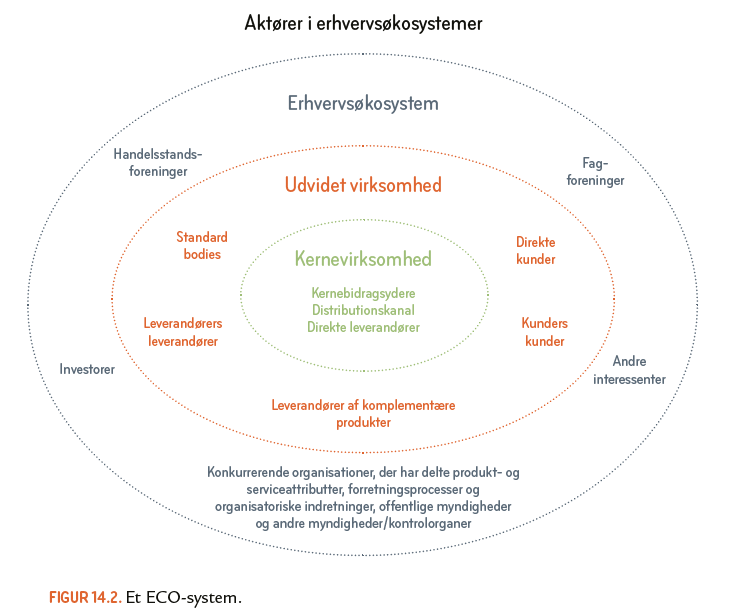 Aktører i erhvervsøkosystemer
Erhvervsøkosystem
Handelsstands-
foreninger
Fag-
foreninger
Udvidet virksomhed
Standard
bodies
Direkte
kunder
Kernevirksomhed
Kernebidragsydere
Distributionskanal
Direkte leverandører
Leverandørers
leverandører
Kunders
kunder
Investorer
Andre
interessenter
Leverandører af komplementære
produkter
Konkurrerende organisationer, der har delte produkt- og
serviceattributter, forretningsprocesser og
organisatoriske indretninger, offentlige myndigheder
og andre myndigheder/kontrolorganer
FIGUR 14.2. Et ECO-system.